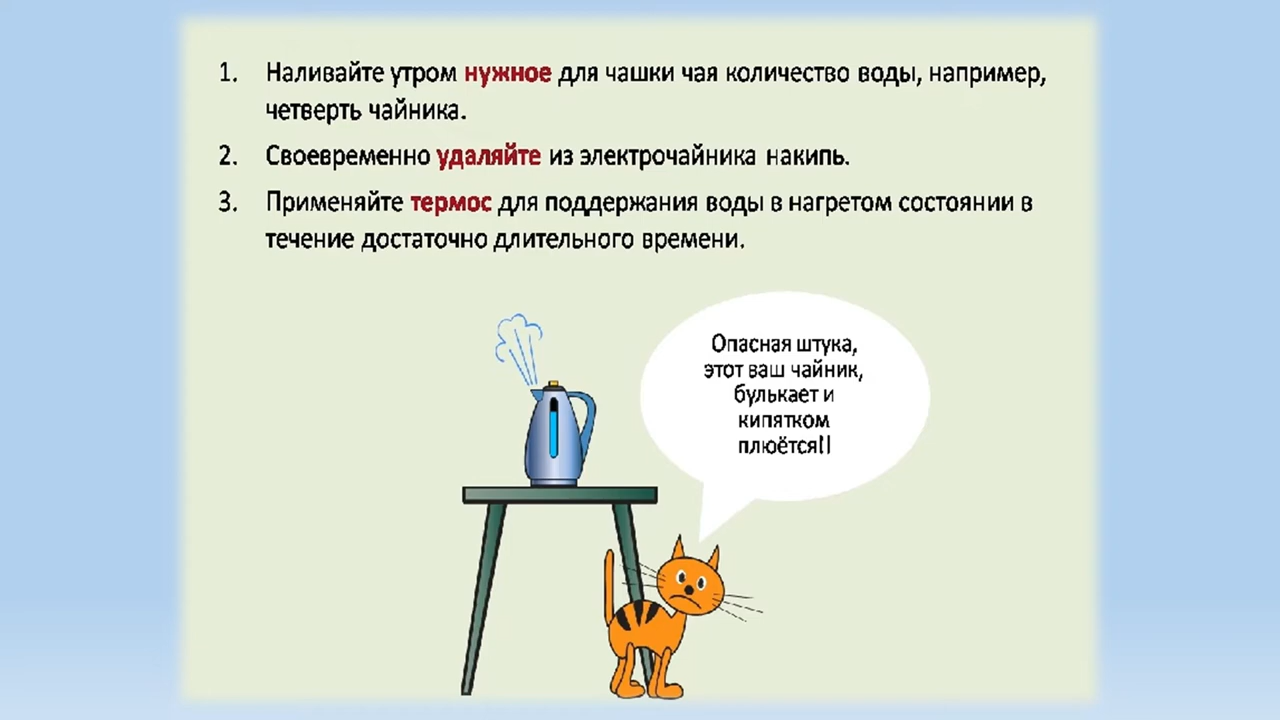 1. Наливайте утром нужное для чашки чая количество воды, например,
четверть чайника.
2. Своевременно удаляйте из электрочайника накипь.
3. Применяйте термос для поддержания воды в нагретом состоянии в
течение достаточно длительного времени.
Опасная штука,
этот ваш чайник,
булькает и
кипятком
плюётся!!